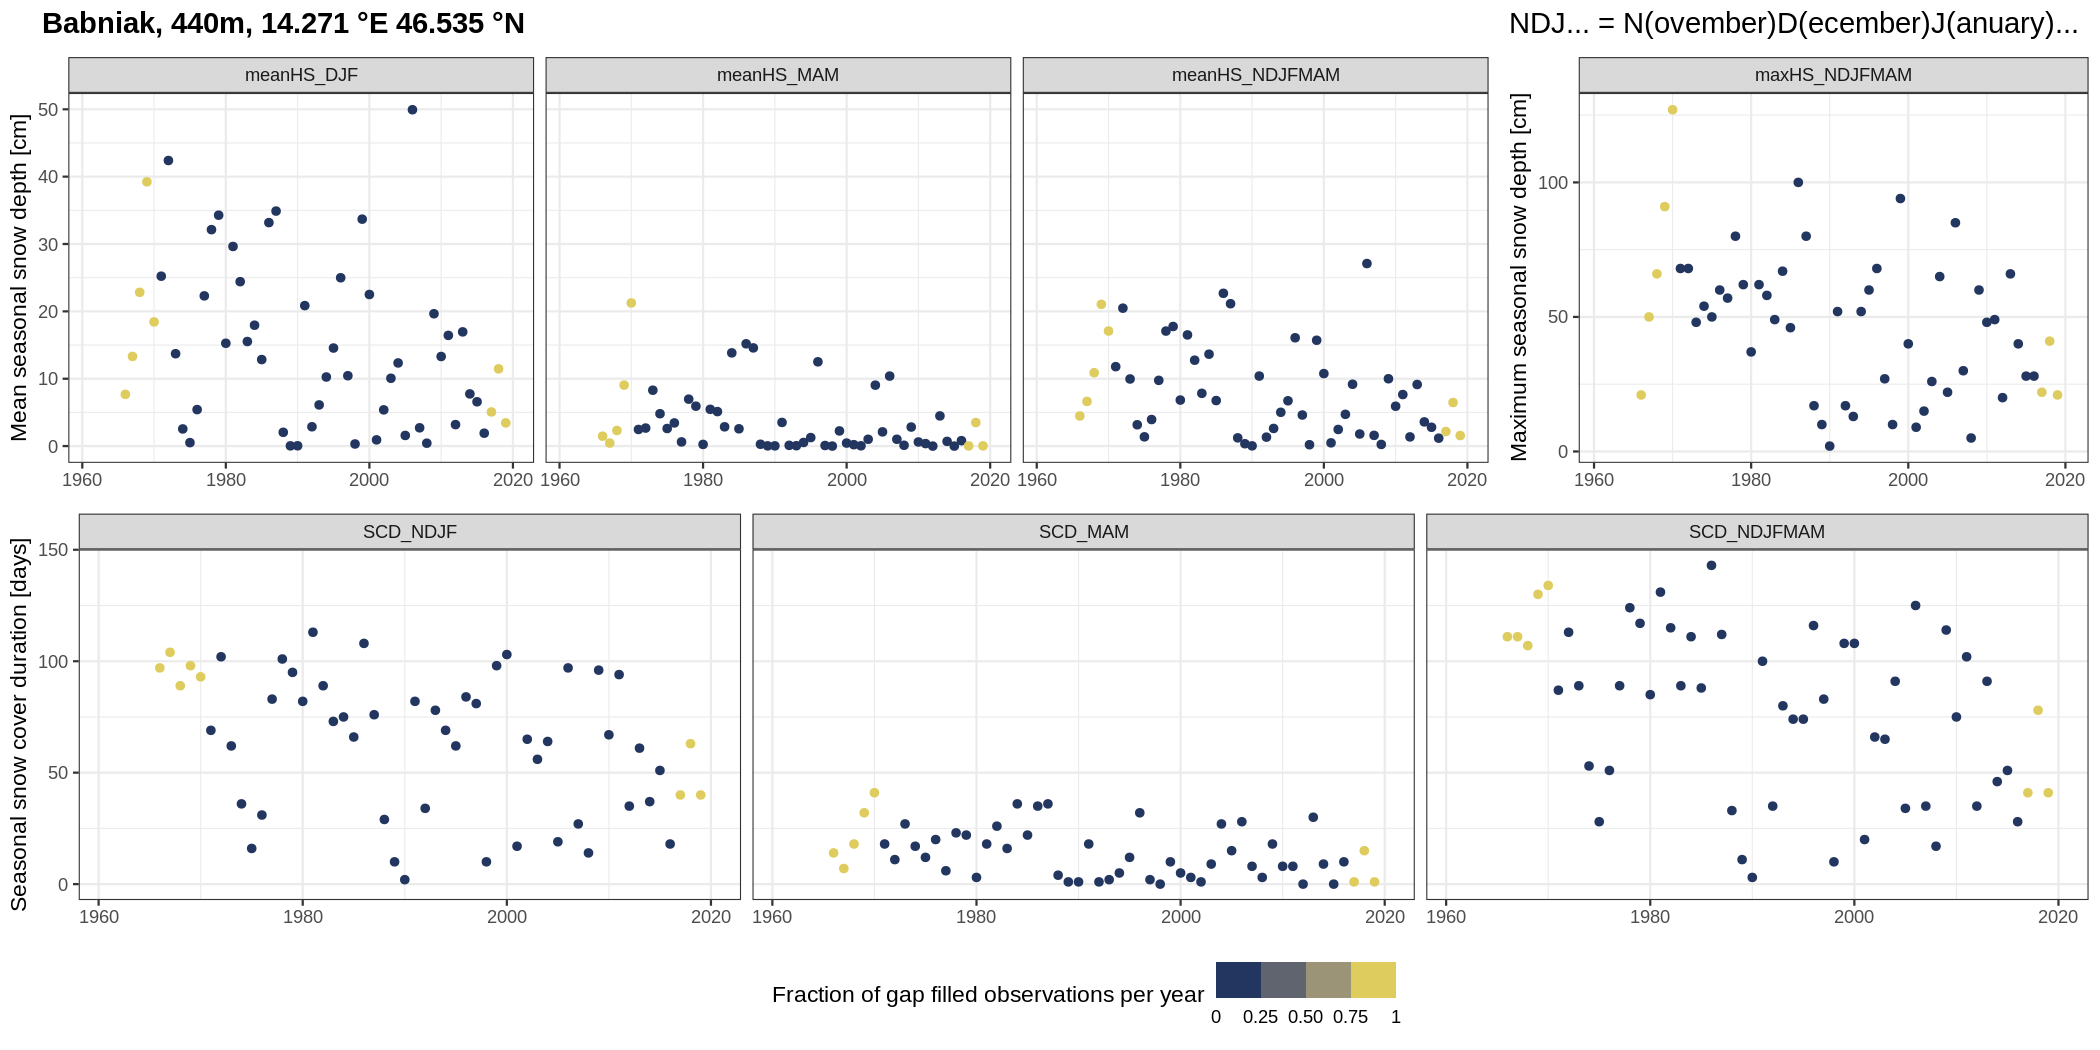 Babniak, 440m, 14.271 °E 46.535 °N
NDJ... = N(ovember)D(ecember)J(anuary)...
meanHS_DJF
meanHS_MAM
meanHS_NDJFMAM
maxHS_NDJFMAM
Mean seasonal snow depth [cm]
50
40
30
20
10
0
Maximum seasonal snow depth [cm]
100
50
0
1960 1980 2000 2020
1960 1980 2000 2020
1960 1980 2000 2020
1960 1980 2000 2020
SCD_NDJF
SCD_MAM
SCD_NDJFMAM
Seasonal snow cover duration [days]
150
100
50
0
1960 1980 2000 2020
1960 1980 2000 2020
1960 1980 2000 2020
Fraction of gap filled observations per year
0 0.25 0.50 0.75 1